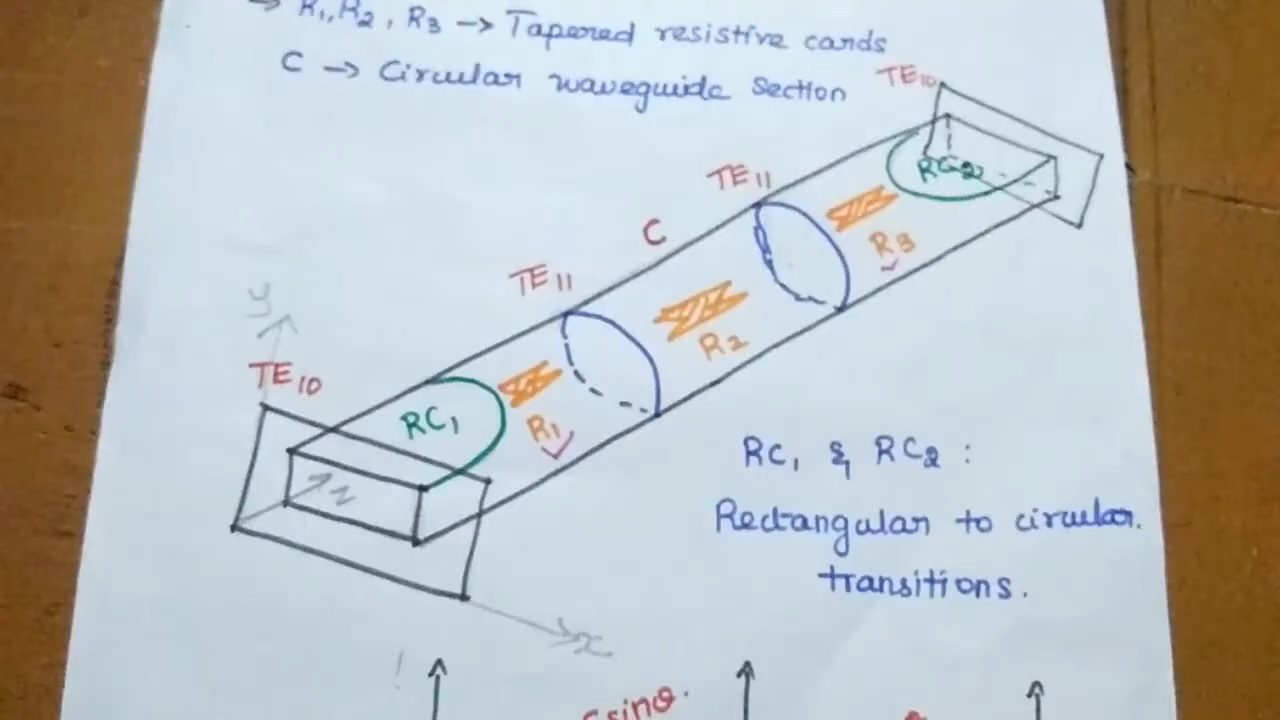 → R₁, R₂, R₃ → Tapered resistive cards
C → Circular waveguide section
TE₁₀
TE₁₁
C
RC₂
R₃
TE₁₁
R₂
y
TE₁₀
RC₁
R₁
z
RC₁ & RC₂ :
Rectangular to circular.
transitions.
x
sinθ.